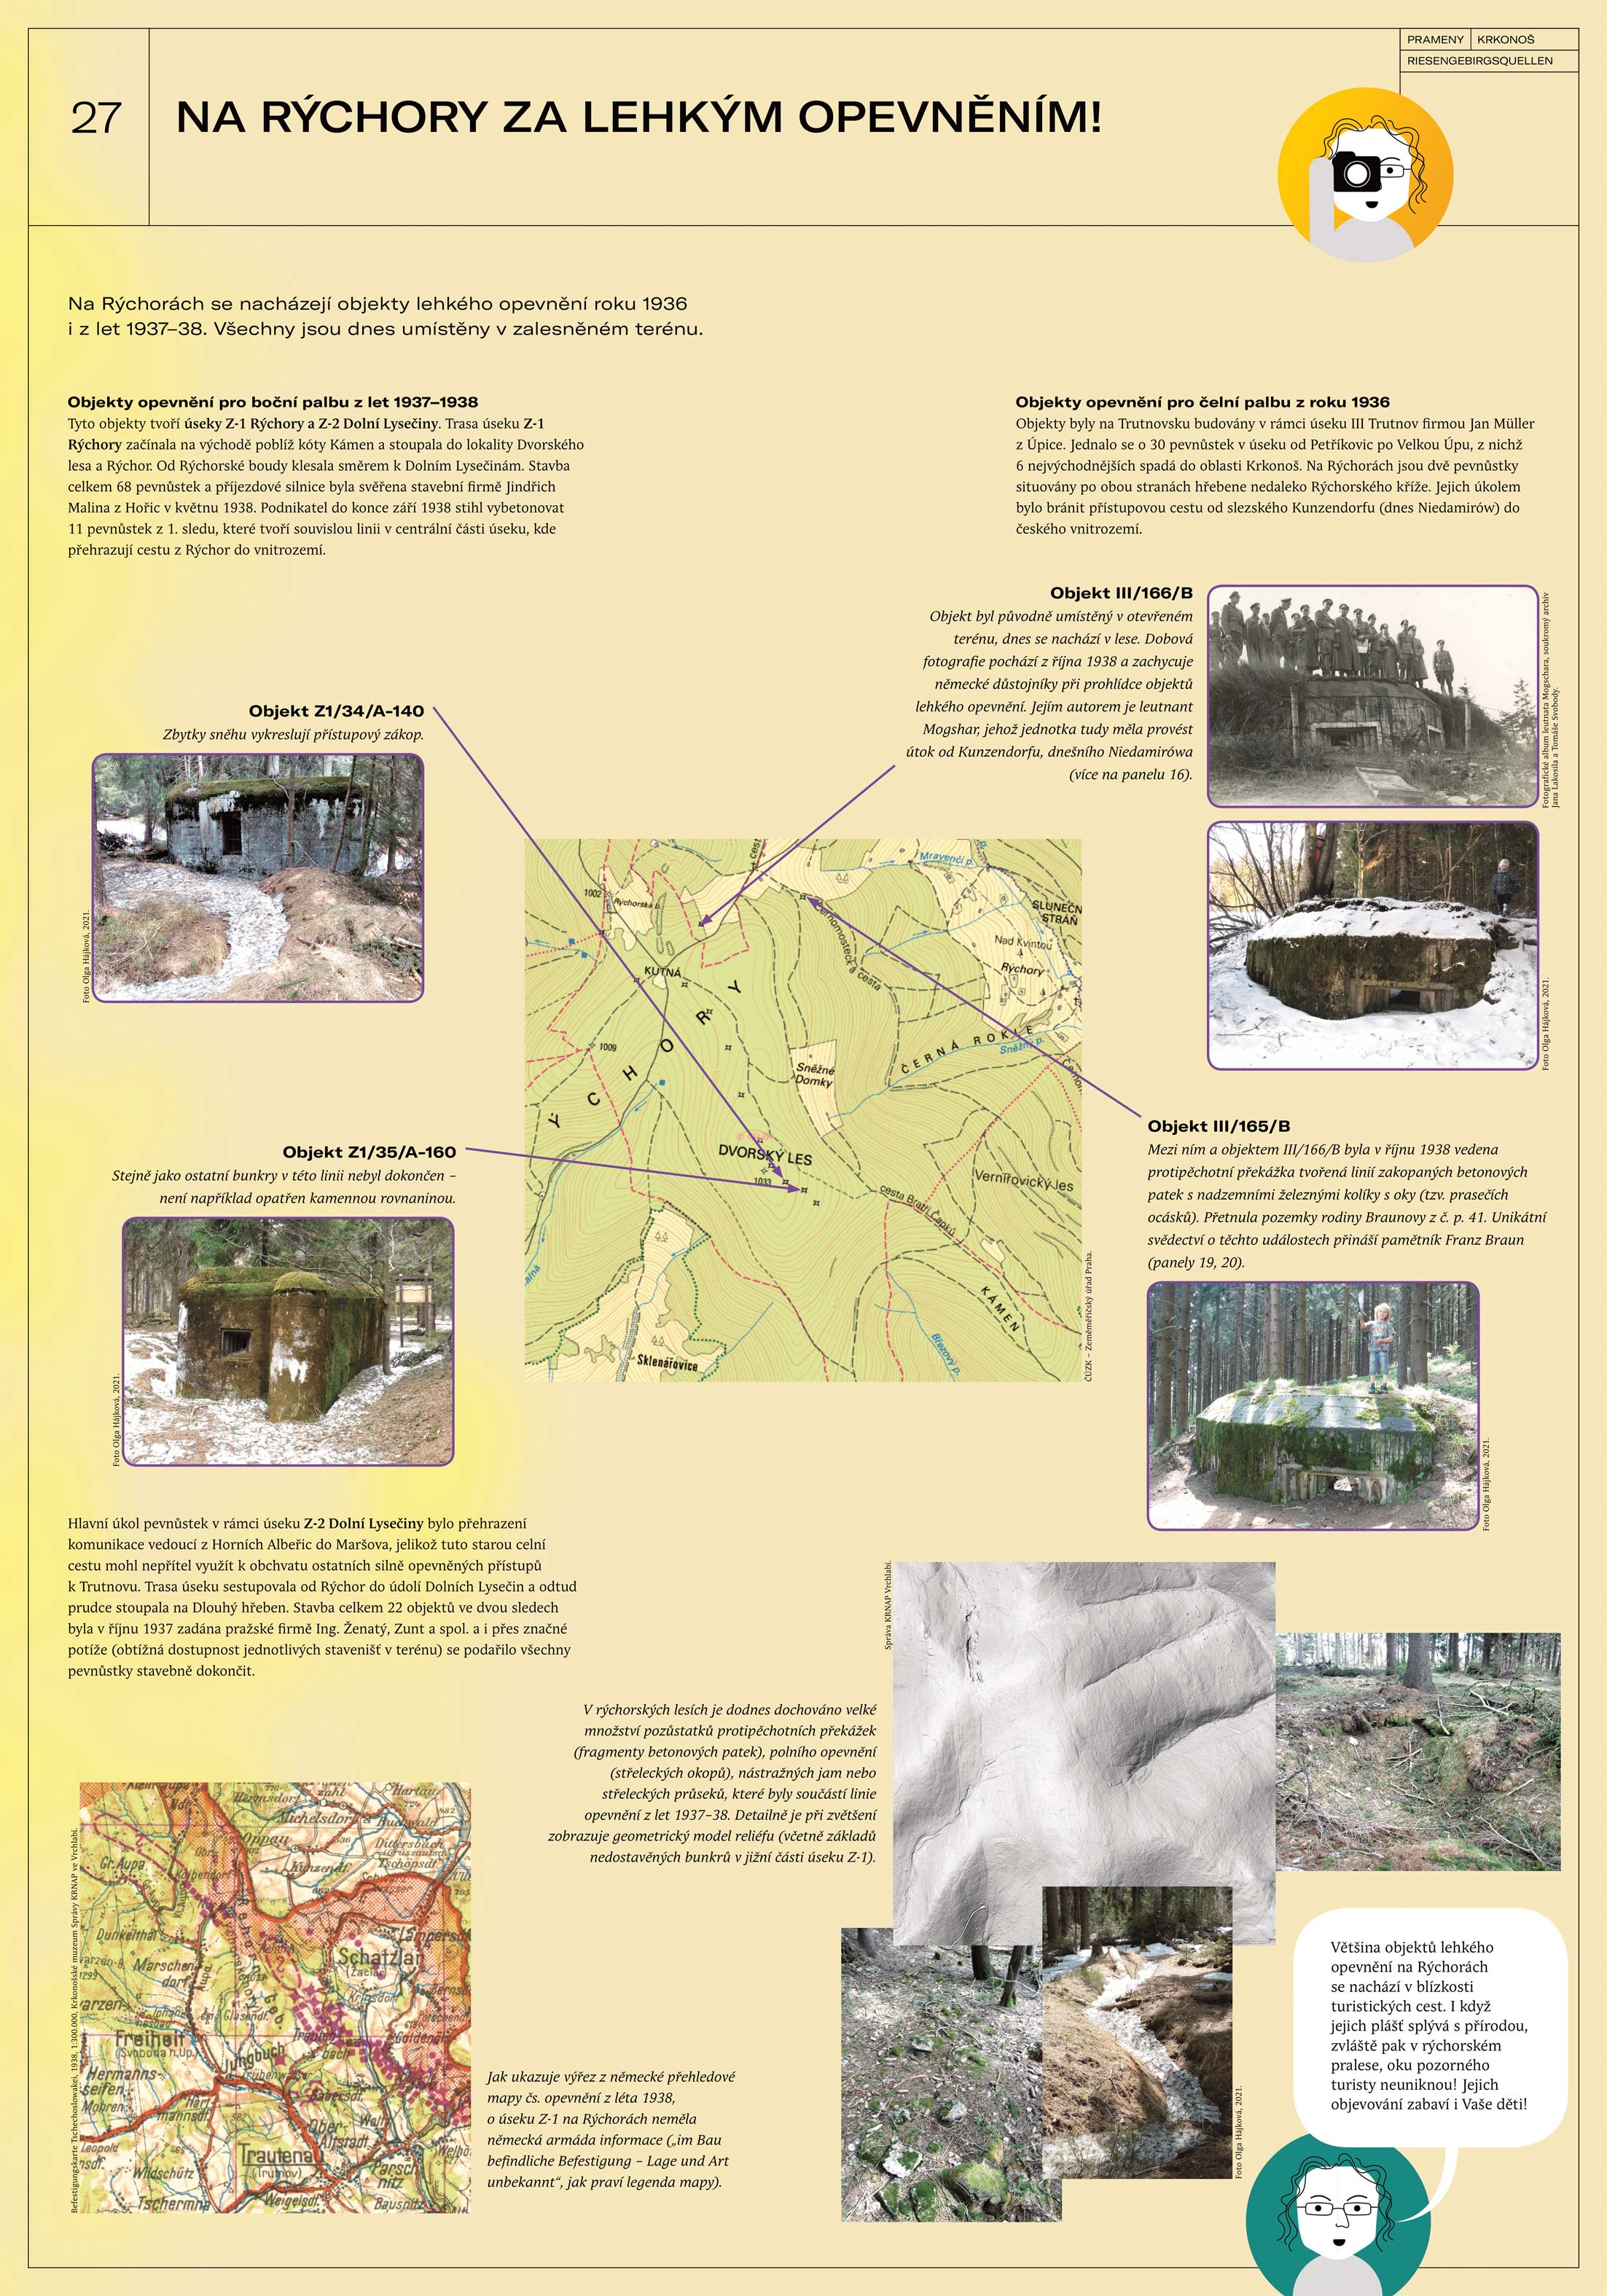 PRAMENY KRKONOŠ
RIESENGEBIRGSQUELLEN
27
NA RÝCHORY ZA LEHKÝM OPEVNĚNÍM!
Na Rýchorách se nacházejí objekty lehkého opevnění roku 1936
i z let 1937–38. Všechny jsou dnes umístěny v zalesněném terénu.
Objekty opevnění pro boční palbu z let 1937–1938
Tyto objekty tvoří úseky Z-1 Rýchory a Z-2 Dolní Lysečiny. Trasa úseku Z-1
Rýchory začínala na východě poblíž kóty Kámen a stoupala do lokality Dvorského
lesa a Rýchor. Od Rýchorské boudy klesala směrem k Dolním Lysečinám. Stavba
celkem 68 pevnůstek a příjezdové silnice byla svěřena stavební firmě Jindřich
Malina z Hořic v květnu 1938. Podnikatel do konce září 1938 stihl vybetonovat
11 pevnůstek z 1. sledu, které tvoří souvislou linii v centrální části úseku, kde
přehrazují cestu z Rýchor do vnitrozemí.
Objekty opevnění pro čelní palbu z roku 1936
Objekty byly na Trutnovsku budovány v rámci úseku III Trutnov firmou Jan Müller
z Úpice. Jednalo se o 30 pevnůstek v úseku od Petříkovic po Velkou Úpu, z nichž
6 nejvýchodnějších spadá do oblasti Krkonoš. Na Rýchorách jsou dvě pevnůstky
situovány po obou stranách hřebene nedaleko Rýchorského kříže. Jejich úkolem
bylo bránit přístupovou cestu od slezského Kunzendorfu (dnes Niedamirów) do
českého vnitrozemí.
Objekt III/166/B
Objekt byl původně umístěný v otevřeném
terénu, dnes se nachází v lese. Dobová
fotografie pochází z října 1938 a zachycuje
německé důstojníky při prohlídce objektů
lehkého opevnění. Jejím autorem je leutnant
Mogshar, jehož jednotka tudy měla provést
útok od Kunzendorfu, dnešního Niedamirówa
(více na panelu 16).
Fotografické album leutnata Mogschara, soukromý archiv
Jana Lakosila a Tomáše Svobody.
Foto Olga Hájková, 2021.
Objekt Z1/34/A-140
Zbytky sněhu vykreslují přístupový zákop.
Foto Olga Hájková, 2021.
1002
Rýchorská b.
Mravenčí p.
SLUNEČN
STRÁŇ
Nad Kvintou
Rýchory
KUTNÁ
Černomostecká cesta
ÝCHORY
1009
ČERNÁ ROKLE
Sněžný p.
Sněžné
Domky
DVORSKÝ LES
1033
Vernířovický les
cesta Bratří Čapků
KÁMEN
Březový p.
Sklenářovice
ČÚZK – Zeměměřičský úřad Praha.
Objekt Z1/35/A-160
Stejně jako ostatní bunkry v této linii nebyl dokončen –
není například opatřen kamennou rovnaninou.
Foto Olga Hájková, 2021.
Objekt III/165/B
Mezi ním a objektem III/166/B byla v říjnu 1938 vedena
protipěchotní překážka tvořená linií zakopaných betonových
patek s nadzemními železnými kolíky s oky (tzv. prasečích
ocásků). Přetnula pozemky rodiny Braunovy z č. p. 41. Unikátní
svědectví o těchto událostech přináší pamětník Franz Braun
(panely 19, 20).
Foto Olga Hájková, 2021.
Hlavní úkol pevnůstek v rámci úseku Z-2 Dolní Lysečiny bylo přehrazení
komunikace vedoucí z Horních Albeřic do Maršova, jelikož tuto starou celní
cestu mohl nepřítel využít k obchvatu ostatních silně opevněných přístupů
k Trutnovu. Trasa úseku sestupovala od Rýchor do údolí Dolních Lysečin a odtud
prudce stoupala na Dlouhý hřeben. Stavba celkem 22 objektů ve dvou sledech
byla v říjnu 1937 zadána pražské firmě Ing. Ženatý, Zunt a spol. a i přes značné
potíže (obtížná dostupnost jednotlivých stavenišť v terénu) se podařilo všechny
pevnůstky stavebně dokončit.
Správa KRNAP Vrchlabí.
V rýchorských lesích je dodnes dochováno velké
množství pozůstatků protipěchotních překážek
(fragmenty betonových patek), polního opevnění
(střeleckých okopů), nástražných jam nebo
střeleckých průseků, které byly součástí linie
opevnění z let 1937–38. Detailně je při zvětšení
zobrazuje geometrický model reliéfu (včetně základů
nedostavěných bunkrů v jižní části úseku Z-1).
Befestigungskarte Tschechoslowakei, 1938, 1:300.000, Krkonošské muzeum Správy KRNAP ve Vrchlabí.
Michelsdorf
Oppau
Kunzendf.
Gr. Aupa
Kolbendorf
Dunkelthal
Marschen
dorf
Schatzlar
(Žacléř)
Freiheit
(Svoboda n.Up.)
Glasendf.
Jungbuch
Hermanns-
seifen
Mohren
Trautenau
(Trutnov)
Ober-
Altstadt
Parsch
nitz
Wildschütz
Tschermna
Weigelsdf.
Bausnitz
Jak ukazuje výřez z německé přehledové
mapy čs. opevnění z léta 1938,
o úseku Z-1 na Rýchorách neměla
německá armáda informace („im Bau
befindliche Befestigung – Lage und Art
unbekannt“, jak praví legenda mapy).
Foto Olga Hájková, 2021.
Většina objektů lehkého
opevnění na Rýchorách
se nachází v blízkosti
turistických cest. I když
jejich plášť splývá s přírodou,
zvláště pak v rýchorském
pralese, oku pozorného
turisty neuniknou! Jejich
objevování zabaví i Vaše děti!